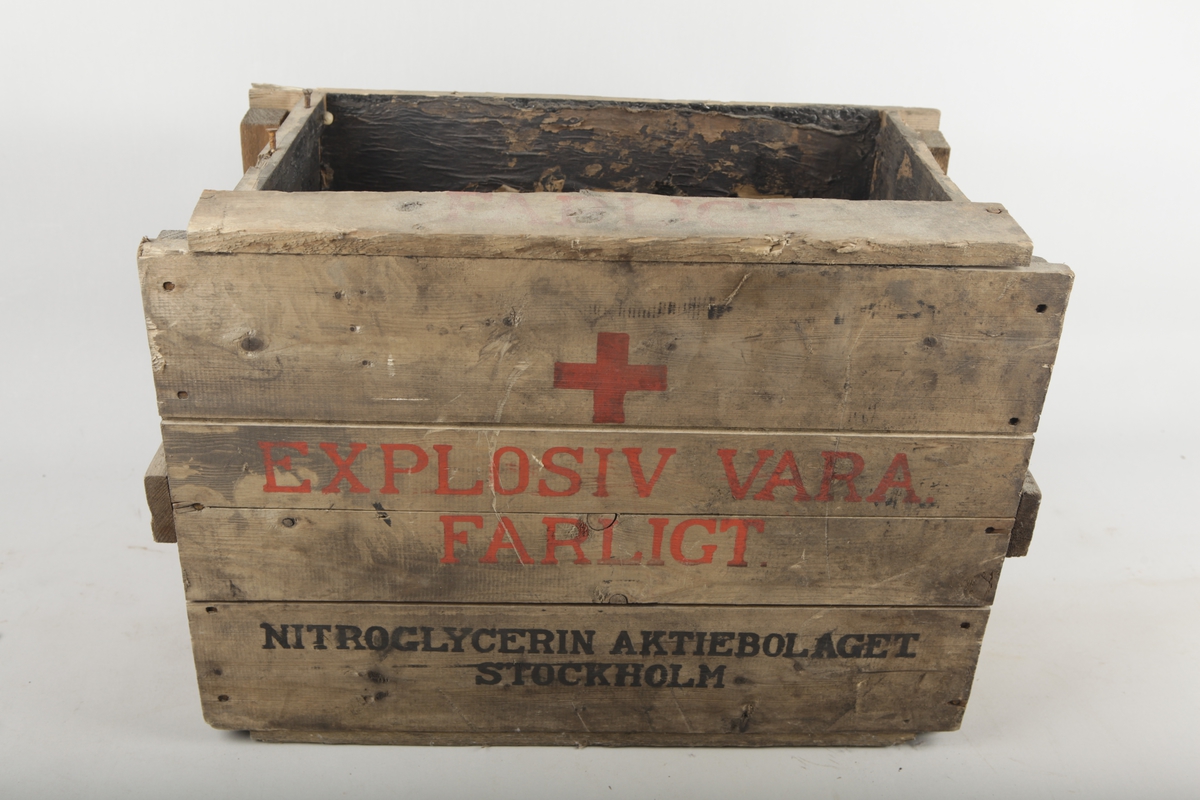 EXPLOSIV VARA.
FARLIGT.
NITROGLYCERIN AKTIEBOLAGET
STOCKHOLM